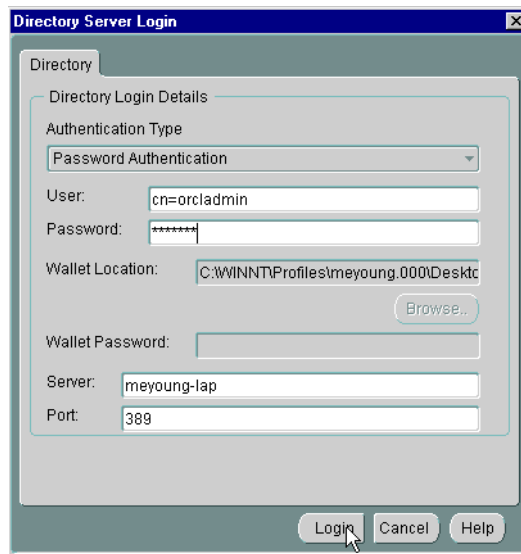 Directory Server Login
Directory
Directory Login Details
Authentication Type
Password Authentication
User: cn=orcladmin
Password: *******
Wallet Location: C:\WINNT\Profiles\meyoung.000\Deskto
Browse..
Wallet Password:
Server: meyoung-lap
Port: 389
Login Cancel Help